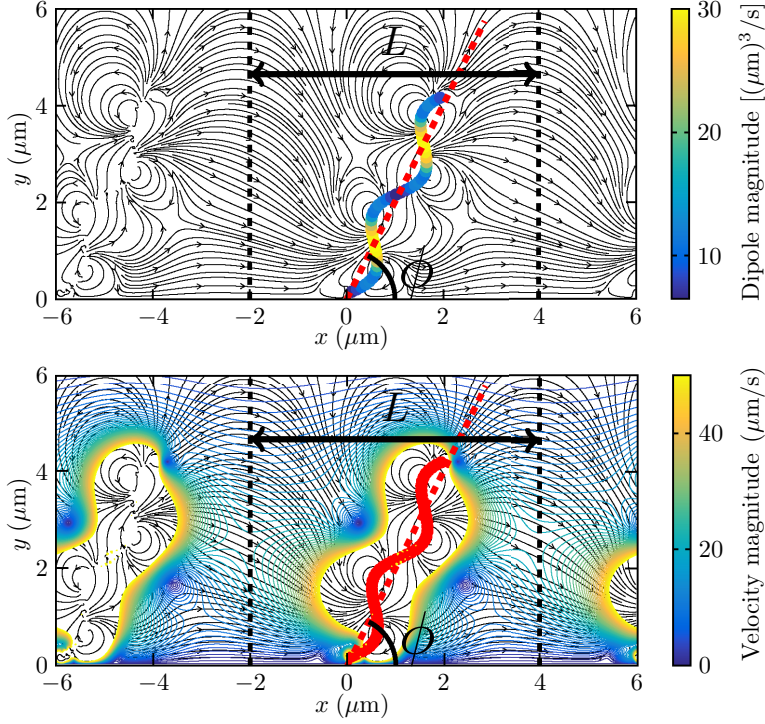 6
4
2
0
y (μm)
L
ϕ
−6
−4
−2
0
2
4
6
x (μm)
30
20
10
Dipole magnitude [(μm)³/s]
6
4
2
0
y (μm)
L
ϕ
−6
−4
−2
0
2
4
6
x (μm)
40
20
0
Velocity magnitude (μm/s)